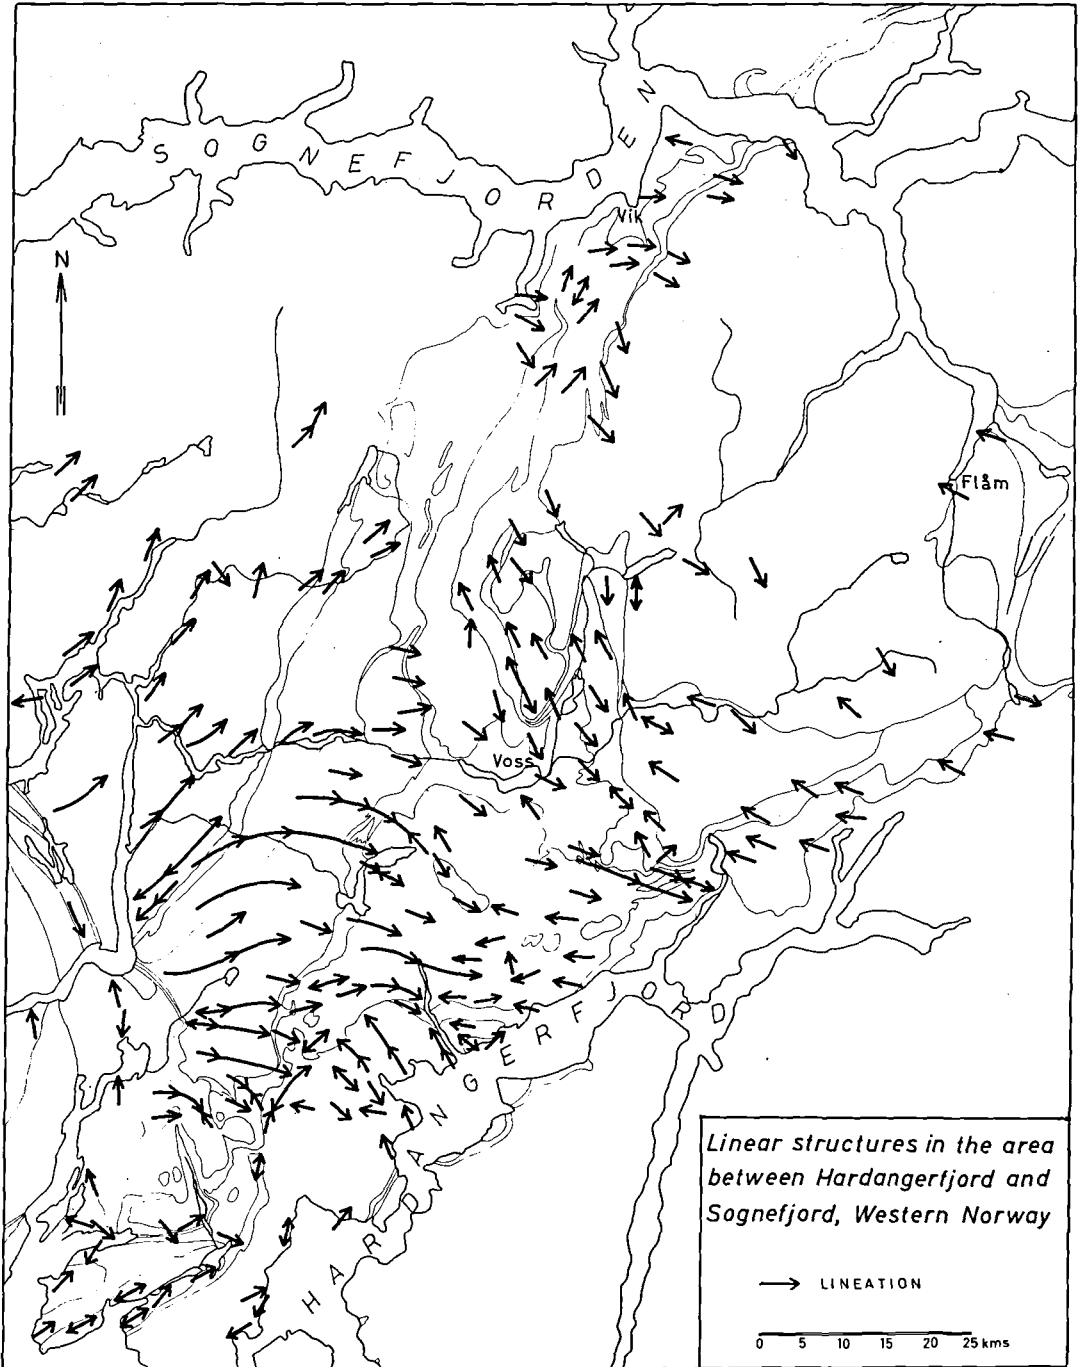 SOGNEFJORDEN
N
Vik
Flåm
Voss
HARDANGERFJORD
Linear structures in the area
between Hardangerfjord and
Sognefjord, Western Norway
LINEATION
0 5 10 15 20 25 kms